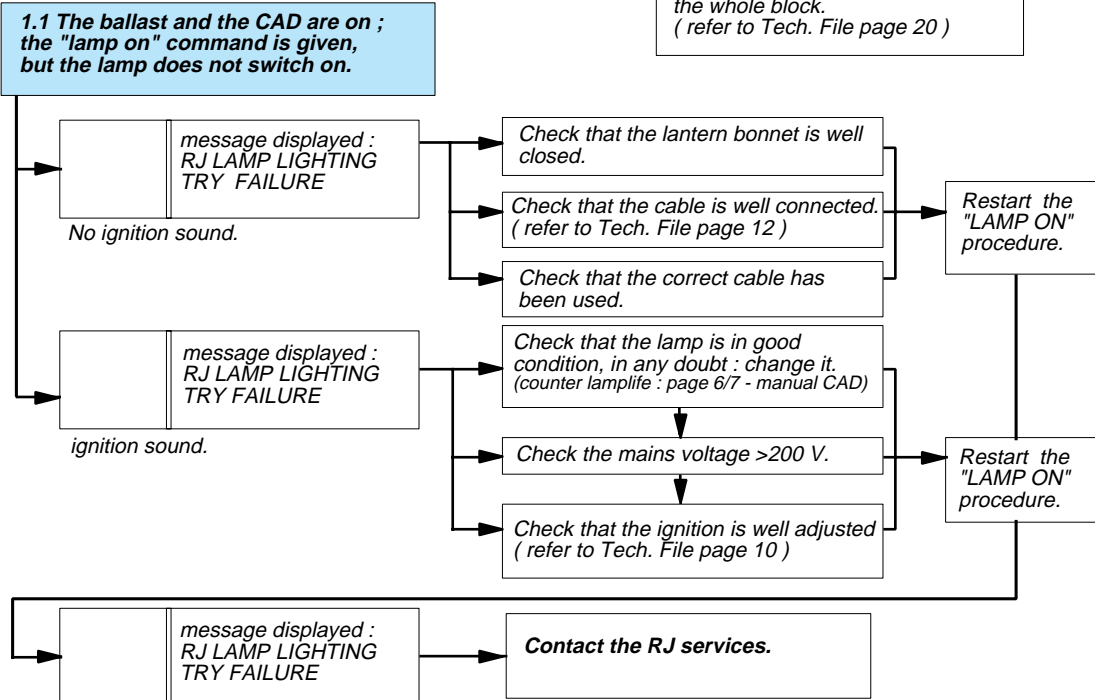 1.1 The ballast and the CAD are on ;
the "lamp on" command is given,
but the lamp does not switch on.
the whole block.
( refer to Tech. File page 20 )
message displayed :
RJ LAMP LIGHTING
TRY  FAILURE
No ignition sound.
Check that the lantern bonnet is well
closed.
Check that the cable is well connected.
( refer to Tech. File page 12 )
Check that the correct cable has
been used.
Restart  the
"LAMP ON"
procedure.
message displayed :
RJ LAMP LIGHTING
TRY FAILURE
ignition sound.
Check that the lamp is in good
condition, in any doubt : change it.
(counter lamplife : page 6/7 - manual CAD)
Check the mains voltage >200 V.
Check that the ignition is well adjusted
( refer to Tech. File page 10 )
Restart  the
"LAMP ON"
procedure.
message displayed :
RJ LAMP LIGHTING
TRY FAILURE
Contact the RJ services.